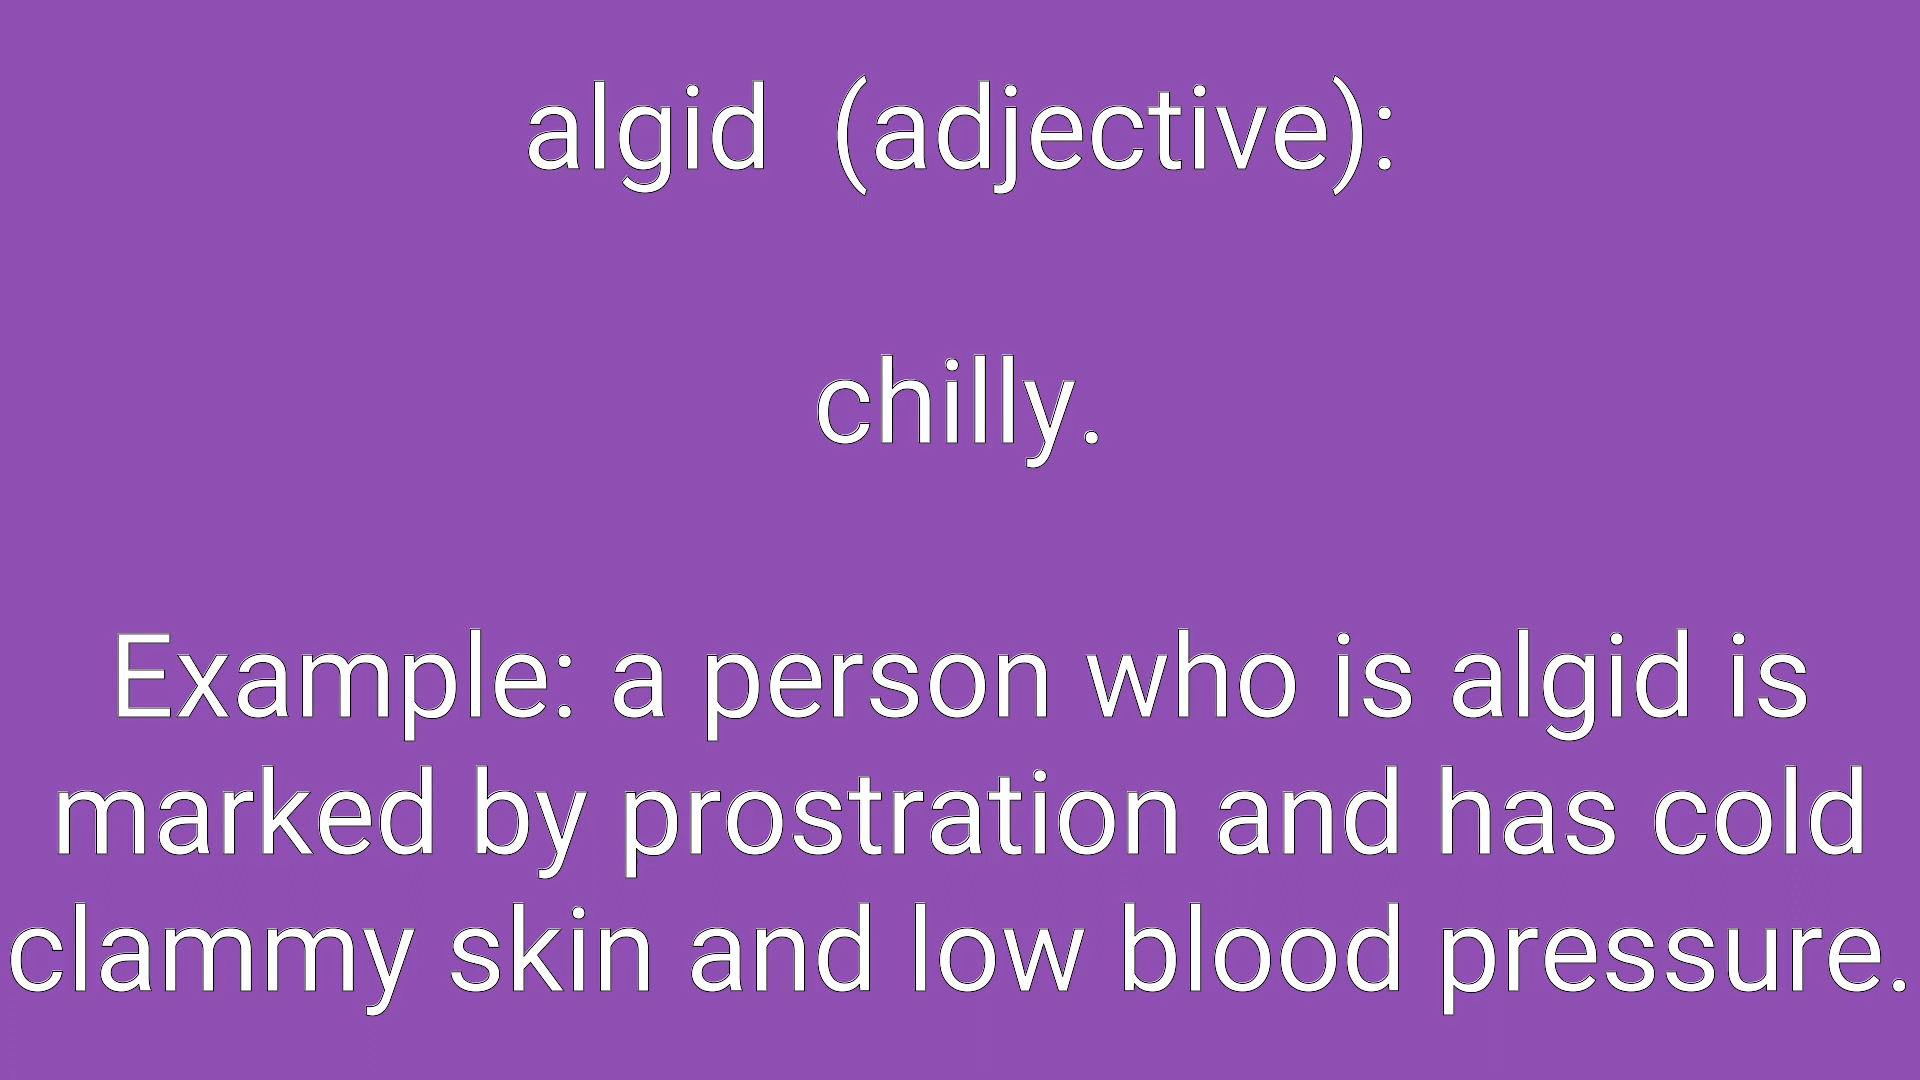 algid (adjective):
chilly.
Example: a person who is algid is
marked by prostration and has cold
clammy skin and low blood pressure.